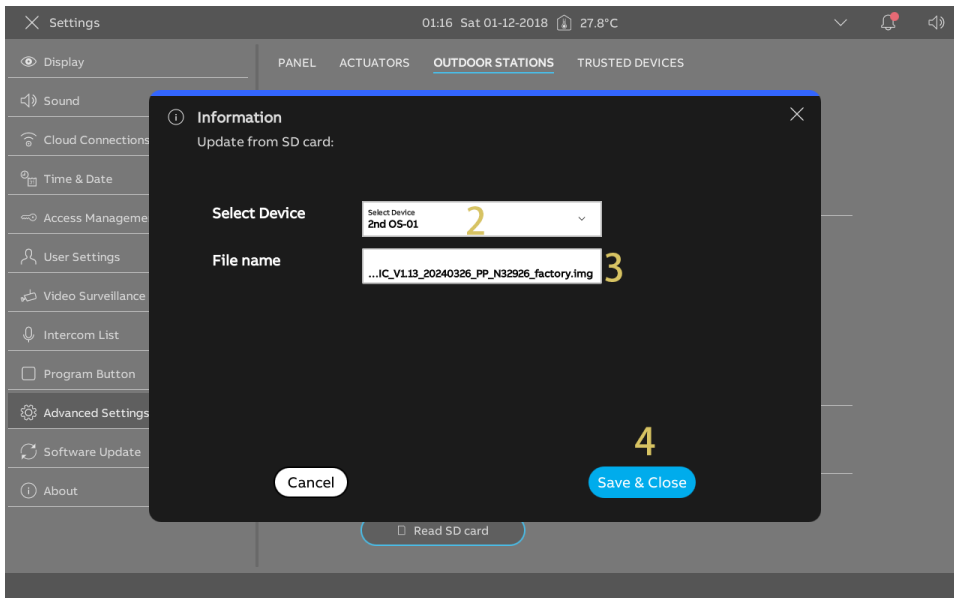 Settings
01:16 Sat 01-12-2018 27.8°C
Display
PANEL ACTUATORS OUTDOOR STATIONS TRUSTED DEVICES
Sound
Information
Update from SD card:
Cloud Connections
Time & Date
Access Manageme
Select Device
Select Device
2nd OS-01
2
User Settings
File name
...IC_V1.13_20240326_PP_N32926_factory.img
3
Video Surveillance
Intercom List
Program Button
Advanced Settings
4
Software Update
Cancel
Save & Close
About
Read SD card